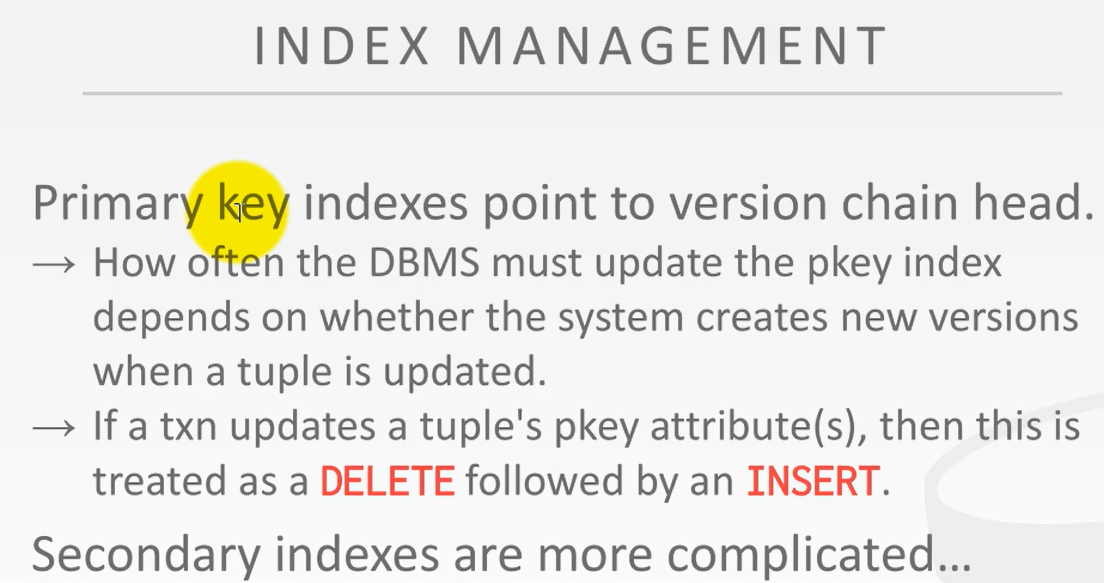 INDEX MANAGEMENT
Primary key indexes point to version chain head.
→ How often the DBMS must update the pkey index
depends on whether the system creates new versions
when a tuple is updated.
→ If a txn updates a tuple's pkey attribute(s), then this is
treated as a DELETE followed by an INSERT.
Secondary indexes are more complicated...